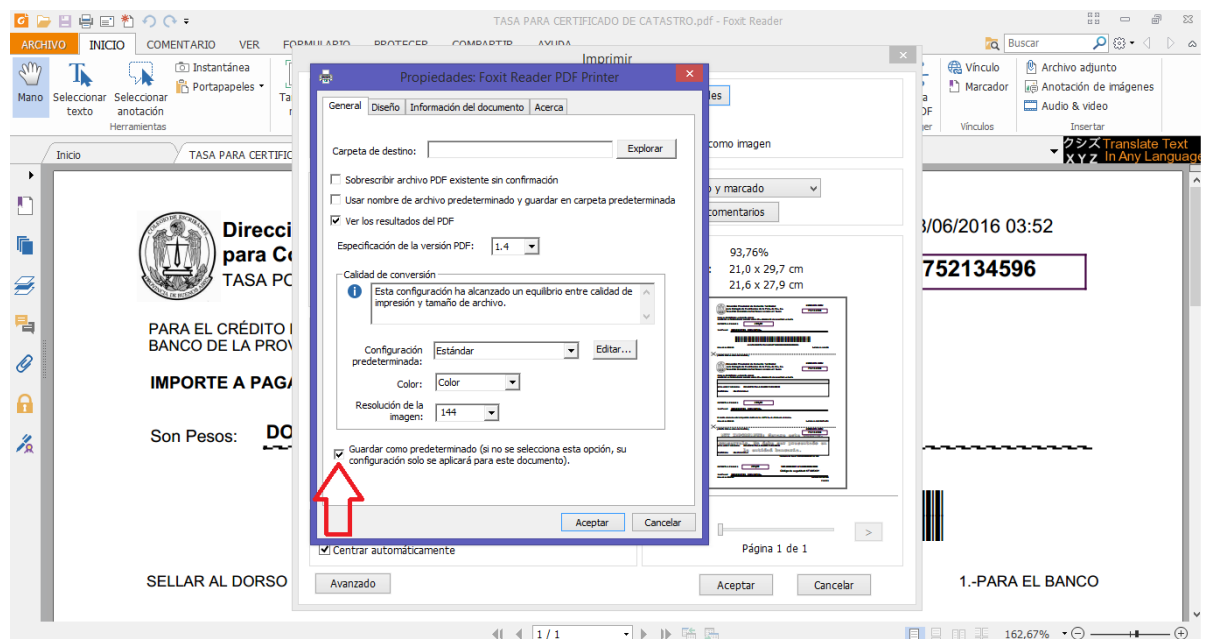 TASA PARA CERTIFICADO DE CATASTRO.pdf - Foxit Reader
ARCHIVO INICIO COMENTARIO VER FORMULARIO PROTEGER COMPARTIR AYUDA
Buscar
Mano
Seleccionar texto
Seleccionar anotación
Instantánea
Portapapeles
Herramientas
Vínculo
Marcador
Vínculos
Archivo adjunto
Anotación de imágenes
Audio & video
Insertar
Inicio
TASA PARA CERTIFIC
クシズ Translate Text
XYZ In Any Language
Imprimir
como imagen
y marcado
comentarios
93,76%
21,0 x 29,7 cm
21,6 x 27,9 cm
>
Página 1 de 1
Centrar automáticamente
Avanzado
Aceptar
Cancelar
Propiedades: Foxit Reader PDF Printer
General Diseño Información del documento Acerca
Carpeta de destino:
Explorar
Sobrescribir archivo PDF existente sin confirmación
Usar nombre de archivo predeterminado y guardar en carpeta predeterminada
Ver los resultados del PDF
Especificación de la versión PDF: 1.4
Calidad de conversión
Esta configuración ha alcanzado un equilibrio entre calidad de
impresión y tamaño de archivo.
Configuración
predeterminada: Estándar Editar...
Color: Color
Resolución de la
imagen: 144
Guardar como predeterminado (si no se selecciona esta opción, su
configuración solo se aplicará para este documento).
Aceptar Cancelar
Direcci
para Co
TASA PO
/06/2016 03:52
752134596
PARA EL CRÉDITO
BANCO DE LA PROV
IMPORTE A PAGA
Son Pesos: DO
SELLAR AL DORSO
1.-PARA EL BANCO
1 / 1
162,67%